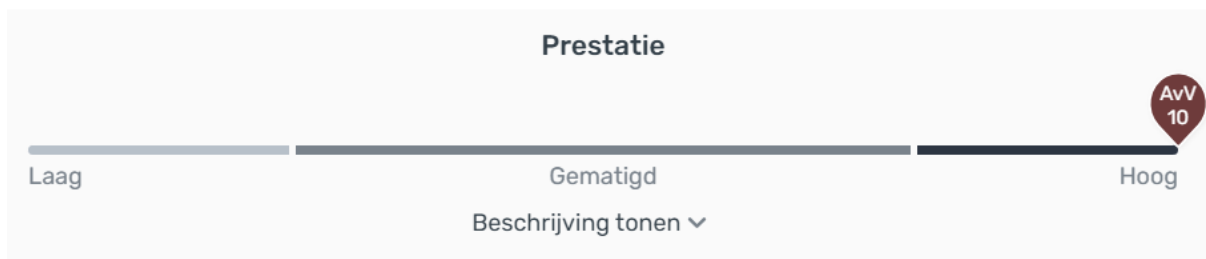 Prestatie
AvV
10
Laag
Gematigd
Hoog
Beschrijving tonen